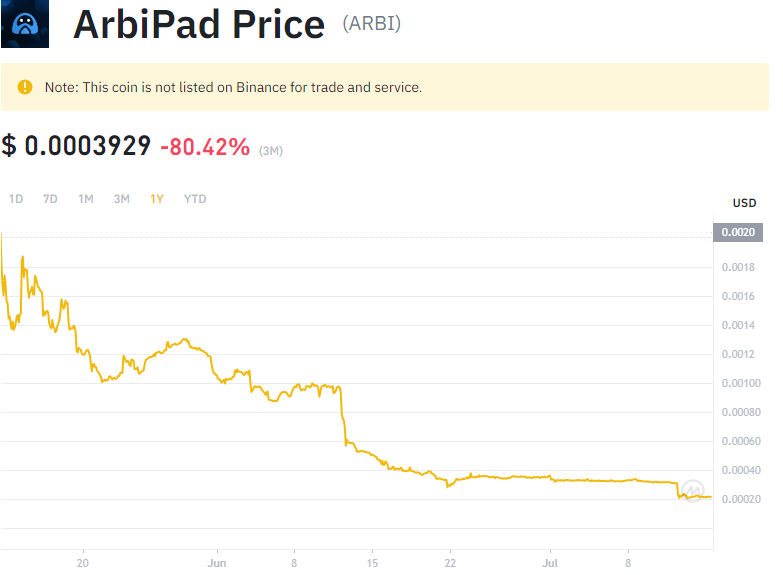 ArbiPad Price (ARBI)
Note: This coin is not listed on Binance for trade and service.
$ 0.0003929 -80.42% (3M)
1D 7D 1M 3M 1Y YTD
USD
0.0020
0.0018
0.0016
0.0014
0.0012
0.00100
0.00080
0.00060
0.00040
0.00020
20 Jun 8 15 22 Jul 8